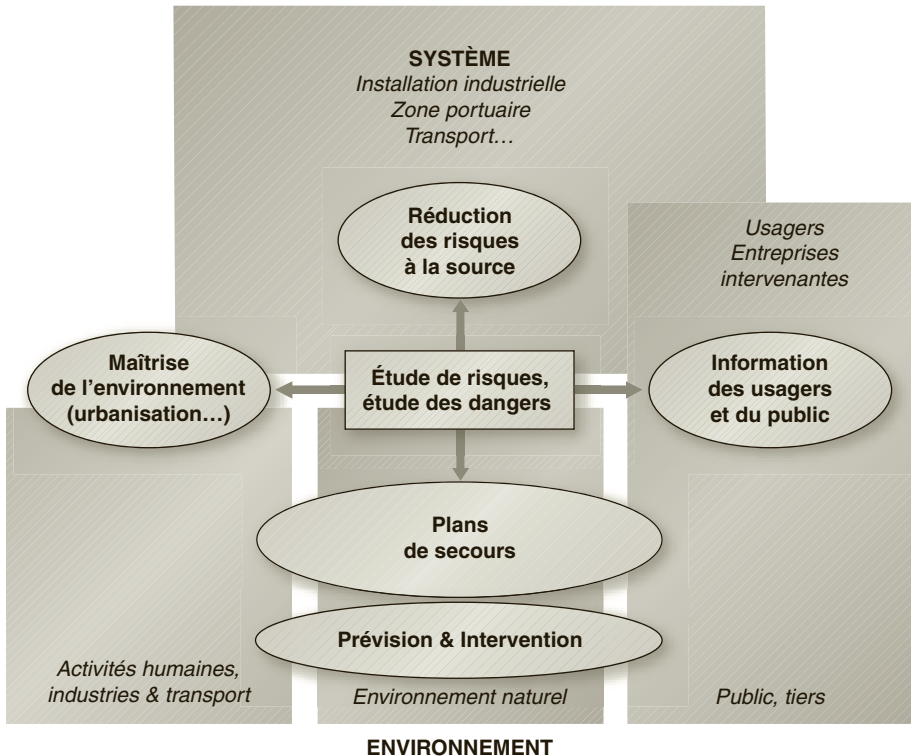 SYSTÈME
Installation industrielle
Zone portuaire
Transport…
Réduction
des risques
à la source
Usagers
Entreprises
intervenantes
Maîtrise
de l’environnement
(urbanisation…)
Étude de risques,
étude des dangers
Information
des usagers
et du public
Plans
de secours
Prévision & Intervention
Activités humaines,
industries & transport
Environnement naturel
Public, tiers
ENVIRONNEMENT